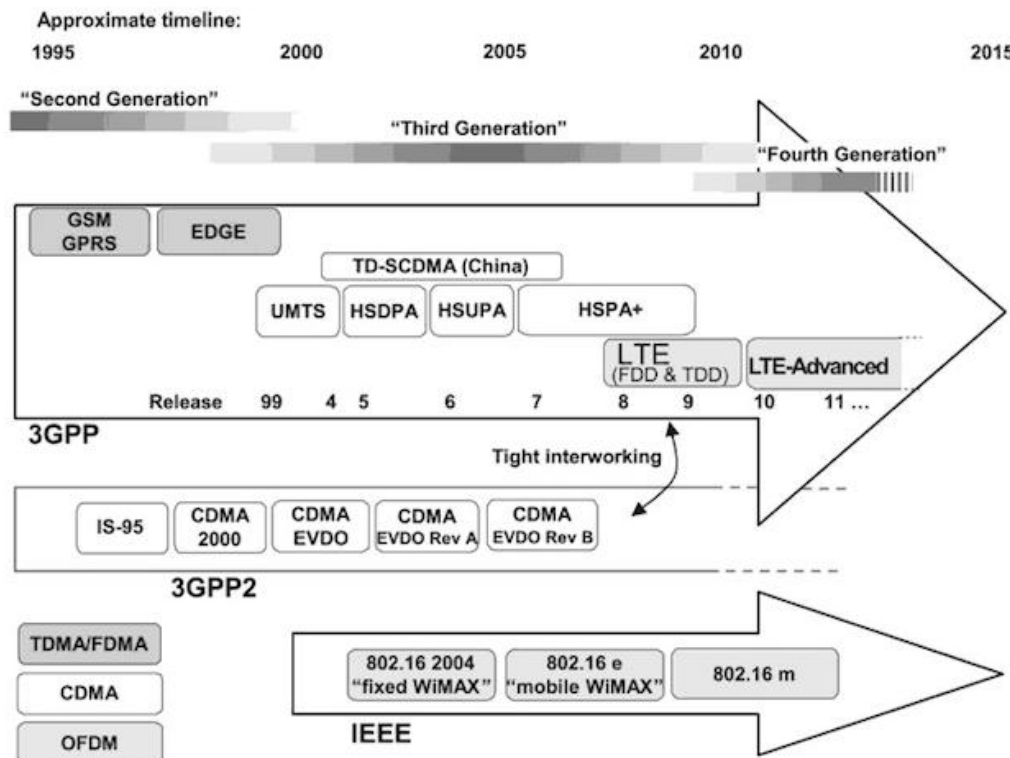 Approximate timeline:
1995 2000 2005 2010 2015
“Second Generation”
“Third Generation”
“Fourth Generation”
GSM
GPRS
EDGE
TD-SCDMA (China)
UMTS
HSDPA
HSUPA
HSPA+
LTE
(FDD & TDD)
LTE-Advanced
Release 99 4 5 6 7 8 9 10 11 ...
3GPP
Tight interworking
IS-95
CDMA
2000
CDMA
EVDO
CDMA
EVDO Rev A
CDMA
EVDO Rev B
3GPP2
TDMA/FDMA
CDMA
OFDM
802.16 2004
“fixed WiMAX”
802.16 e
“mobile WiMAX”
802.16 m
IEEE